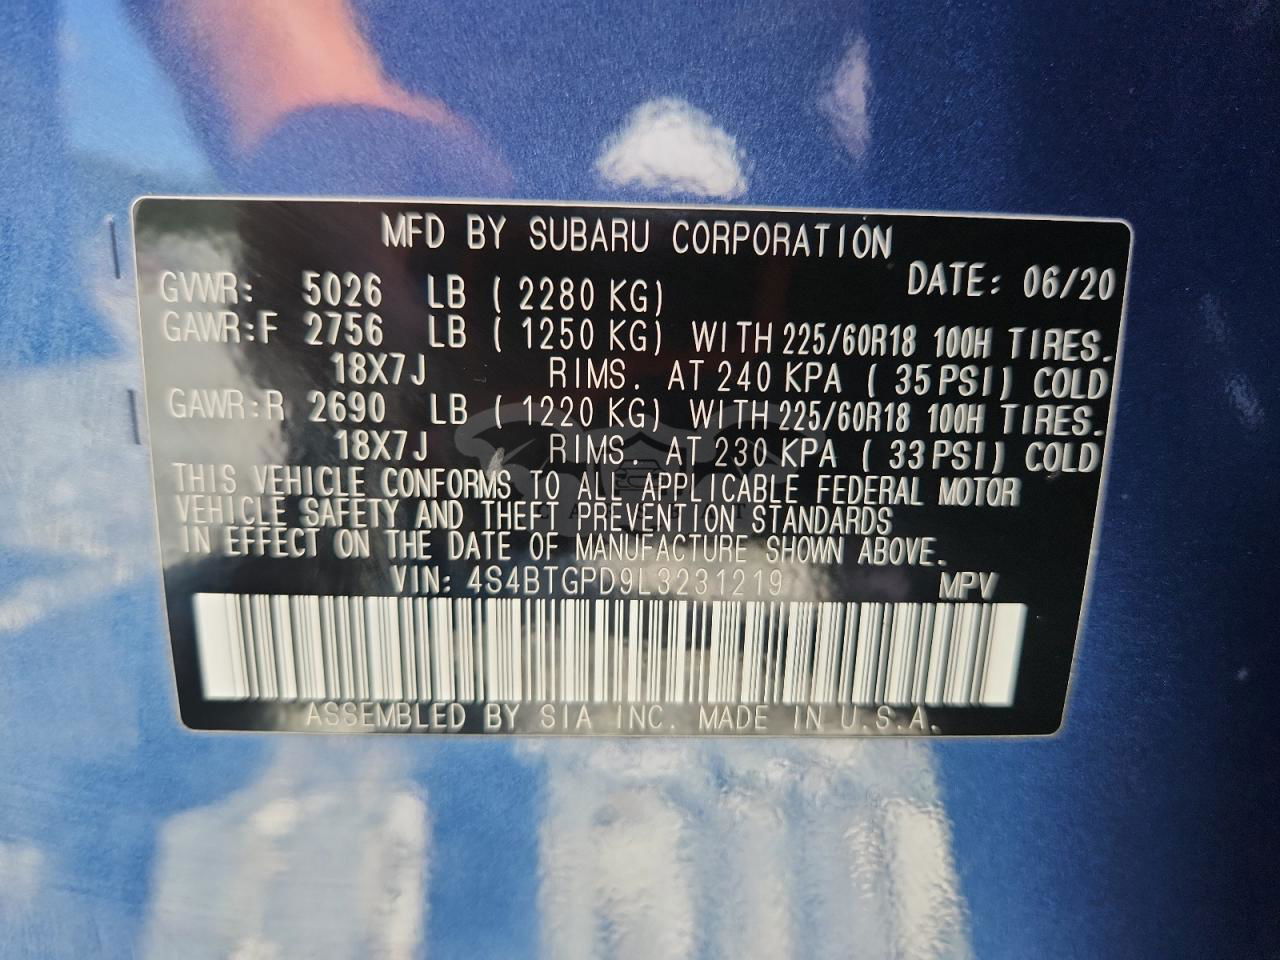 MFD BY SUBARU CORPORATION
GVWR: 5026 LB ( 2280 KG) DATE: 06/20
GAWR:F 2756 LB ( 1250 KG) WITH 225/60R18 100H TIRES.
18X7J RIMS. AT 240 KPA ( 35 PSI) COLD
GAWR:R 2690 LB ( 1220 KG) WITH 225/60R18 100H TIRES.
18X7J RIMS. AT 230 KPA ( 33 PSI) COLD
THIS VEHICLE CONFORMS TO ALL APPLICABLE FEDERAL MOTOR
VEHICLE SAFETY AND THEFT PREVENTION STANDARDS
IN EFFECT ON THE DATE OF MANUFACTURE SHOWN ABOVE.
VIN: 4S4BTGPD9L3231219 MPV
ASSEMBLED BY SIA INC. MADE IN U.S.A.